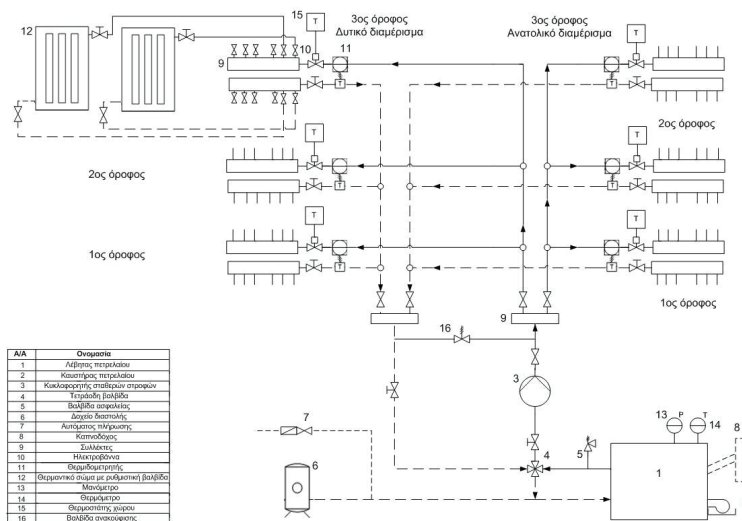 15
T
3ος όροφος
Δυτικό διαμέρισμα
3ος όροφος
Ανατολικό διαμέρισμα
T
12
10
11
9
T
T
T
2ος όροφος
T
2ος όροφος
T
T
T
T
1ος όροφος
T
T
1ος όροφος
16
9
3
A/A Ονομασία
1 Λέβητας πετρελαίου
2 Καυστήρας πετρελαίου
3 Κυκλοφορητής σταθερών στροφών
4 Τετράοδη βαλβίδα
5 Βαλβίδα ασφαλείας
6 Δοχείο διαστολής
7 Αυτόματος πλήρωσης
8 Καπνοδόχος
9 Συλλέκτες
10 Ηλεκτροβάννα
11 Θερμιδομετρητής
12 Θερμαντικό σώμα με ρυθμιστική βαλβίδα
13 Μανόμετρο
14 Θερμόμετρο
15 Θερμοστάτης χώρου
16 Βαλβίδα ανακούφισης
7
13
P
T
14
8
5
4
6
1